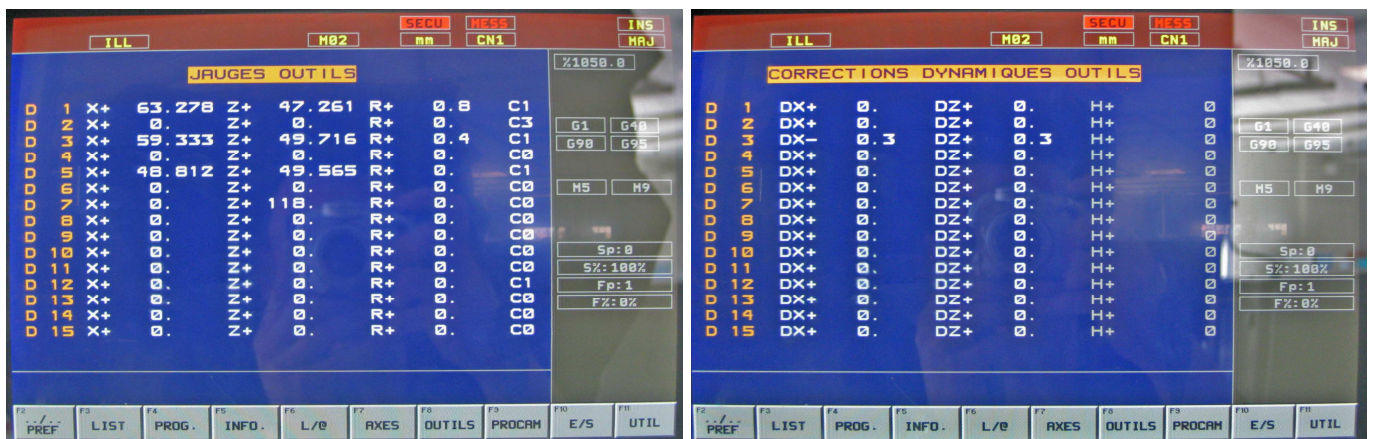 SECU MESS INS
ILL M02 mm CN1 MAJ
JAUGES OUTILS
%1050.0
D 1 X+ 63.278 Z+ 47.261 R+ 0.8 C1
D 2 X+ 0. Z+ 0. R+ 0. C3
D 3 X+ 59.333 Z+ 49.716 R+ 0.4 C1
D 4 X+ 0. Z+ 0. R+ 0. C0
D 5 X+ 48.812 Z+ 49.565 R+ 0. C1
D 6 X+ 0. Z+ 0. R+ 0. C0
D 7 X+ 0. Z+ 118. R+ 0. C0
D 8 X+ 0. Z+ 0. R+ 0. C0
D 9 X+ 0. Z+ 0. R+ 0. C0
D 10 X+ 0. Z+ 0. R+ 0. C0
D 11 X+ 0. Z+ 0. R+ 0. C0
D 12 X+ 0. Z+ 0. R+ 0. C1
D 13 X+ 0. Z+ 0. R+ 0. C0
D 14 X+ 0. Z+ 0. R+ 0. C0
D 15 X+ 0. Z+ 0. R+ 0. C0
G1 G40
G90 G95
M5 M9
Sp:0
S%:100%
Fp:1
F%:0%
F2 ../.. PREF F3 LIST F4 PROG. F5 INFO. F6 L/@ F7 AXES F8 OUTILS F9 PROCAM F10 E/S F11 UTIL
SECU MESS INS
ILL M02 mm CN1 MAJ
CORRECTIONS DYNAMIQUES OUTILS
%1050.0
D 1 DX+ 0. DZ+ 0. H+ 0
D 2 DX+ 0. DZ+ 0. H+ 0
D 3 DX- 0.3 DZ+ 0.3 H+ 0
D 4 DX+ 0. DZ+ 0. H+ 0
D 5 DX+ 0. DZ+ 0. H+ 0
D 6 DX+ 0. DZ+ 0. H+ 0
D 7 DX+ 0. DZ+ 0. H+ 0
D 8 DX+ 0. DZ+ 0. H+ 0
D 9 DX+ 0. DZ+ 0. H+ 0
D 10 DX+ 0. DZ+ 0. H+ 0
D 11 DX+ 0. DZ+ 0. H+ 0
D 12 DX+ 0. DZ+ 0. H+ 0
D 13 DX+ 0. DZ+ 0. H+ 0
D 14 DX+ 0. DZ+ 0. H+ 0
D 15 DX+ 0. DZ+ 0. H+ 0
G1 G40
G90 G95
M5 M9
Sp:0
S%:100%
Fp:1
F%:0%
F2 ../.. PREF F3 LIST F4 PROG. F5 INFO. F6 L/@ F7 AXES F8 OUTILS F9 PROCAM F10 E/S F11 UTIL